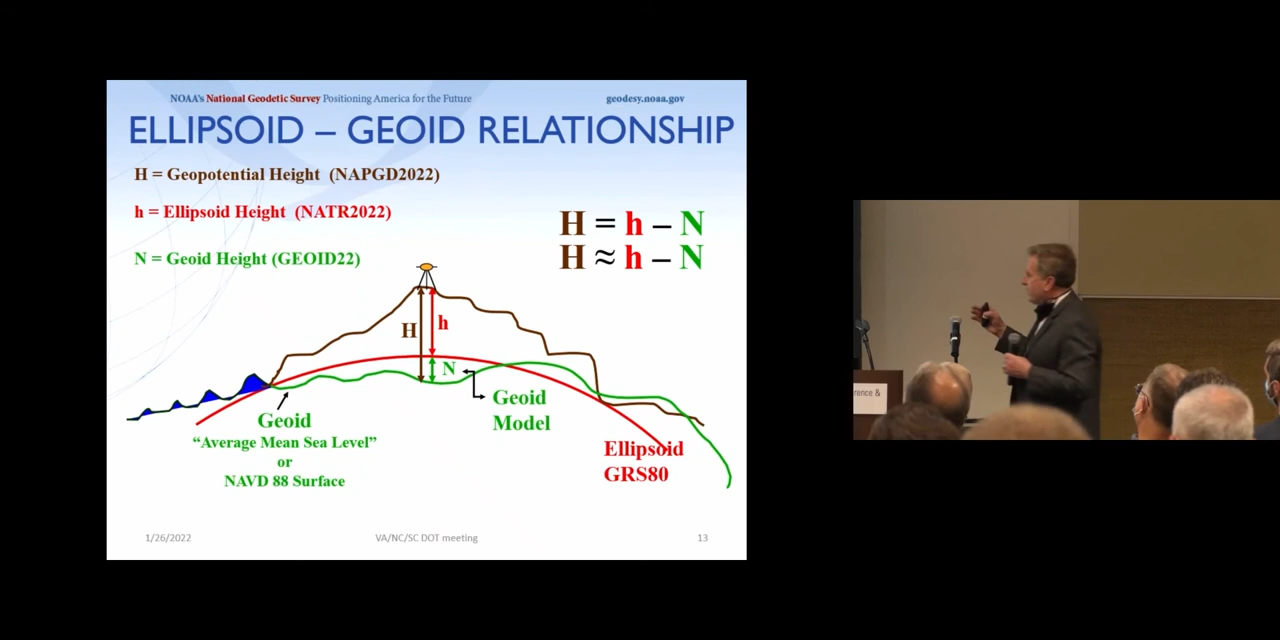 NOAA's National Geodetic Survey Positioning America for the Future geodesy.noaa.gov
ELLIPSOID – GEOID RELATIONSHIP
H = Geopotential Height (NAPGD2022)
h = Ellipsoid Height (NATR2022)
N = Geoid Height (GEOID22)
H = h – N
H ≈ h – N
H
h
N
Geoid
Model
Geoid
"Average Mean Sea Level"
or
NAVD 88 Surface
Ellipsoid
GRS80
1/26/2022 VA/NC/SC DOT meeting 13
rence &